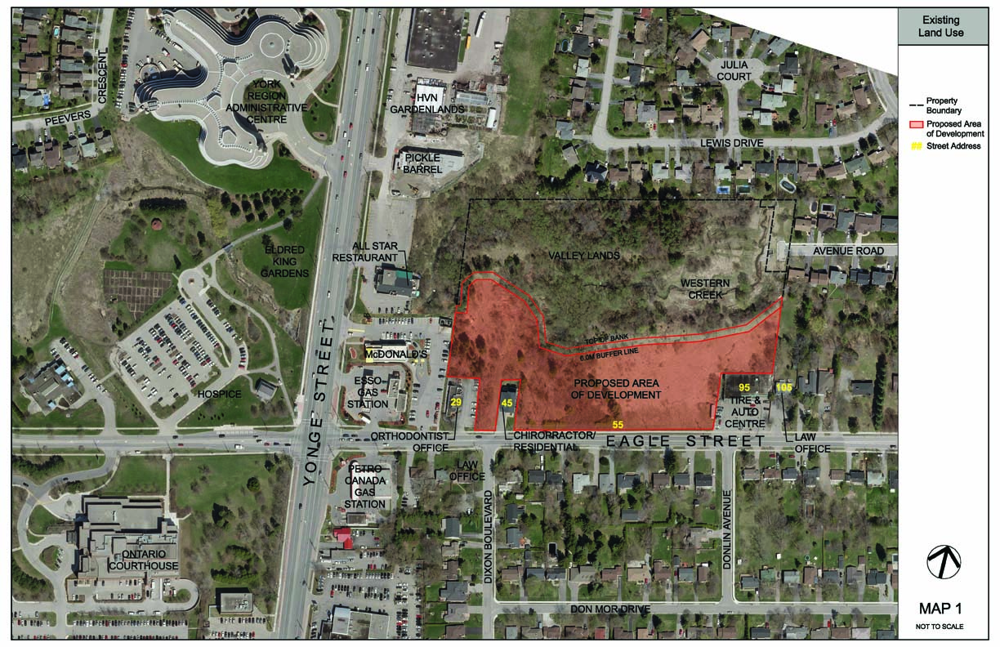 Existing
Land Use
Property
Boundary
Proposed Area
of Development
## Street Address
MAP 1
NOT TO SCALE
PEEVERS
CRESCENT
YORK
REGION
ADMINISTRATIVE
CENTRE
HVN
GARDENLANDS
PICKLE
BARREL
JULIA
COURT
LEWIS DRIVE
ELDRED
KING
GARDENS
ALL STAR
RESTAURANT
VALLEY LANDS
WESTERN
CREEK
AVENUE ROAD
TOP OF BANK
6.0M BUFFER LINE
McDONALD'S
ESSO
GAS
STATION
HOSPICE
YONGE STREET
PROPOSED AREA
OF DEVELOPMENT
29
45
55
95
105
TIRE &
AUTO
CENTRE
ORTHODONTIST
OFFICE
CHIRORRACTOR/
RESIDENTIAL
EAGLE STREET
LAW
OFFICE
LAW
OFFICE
PETRO
CANADA
GAS
STATION
DIXON BOULEVARD
DONLIN AVENUE
ONTARIO
COURTHOUSE
DON MOR DRIVE